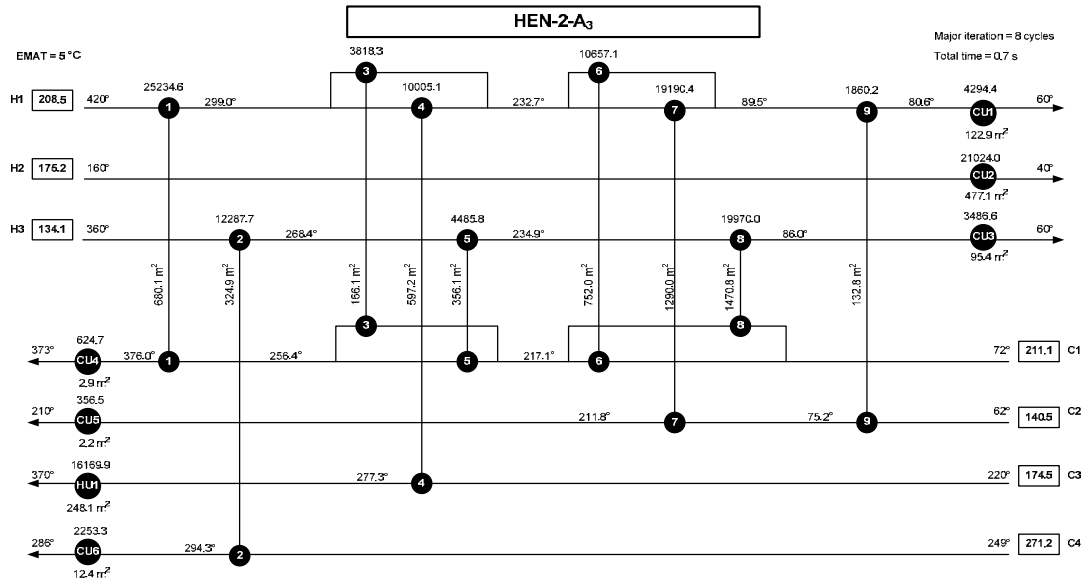 HEN-2-A3
EMAT = 5 °C
Major iteration = 8 cycles
Total time = 0.7 s
3818.3
10657.1
3
6
25234.6
10005.1
19190.4
1860.2
4294.4
H1 208.5 420° 1 299.0° 4 232.7° 7 89.5° 9 80.6° CU1 60°
122.9 m²
21024.0
H2 175.2 160° CU2 40°
477.1 m²
12287.7
4485.8
19970.0
3486.6
H3 134.1 360° 2 268.4° 5 234.9° 8 86.0° CU3 60°
95.4 m²
680.1 m²
324.9 m²
166.1 m²
597.2 m²
356.1 m²
752.0 m²
1290.0 m²
1470.8 m²
132.8 m²
3
8
624.7
373° CU4 376.0° 1 256.4° 5 217.1° 6 72° 211.1 C1
2.9 m²
356.5
210° CU5 211.8° 7 75.2° 9 62° 140.5 C2
2.2 m²
16169.9
370° HU1 277.3° 4 220° 174.5 C3
248.1 m²
2253.3
286° CU6 294.3° 2 249° 271.2 C4
12.4 m²